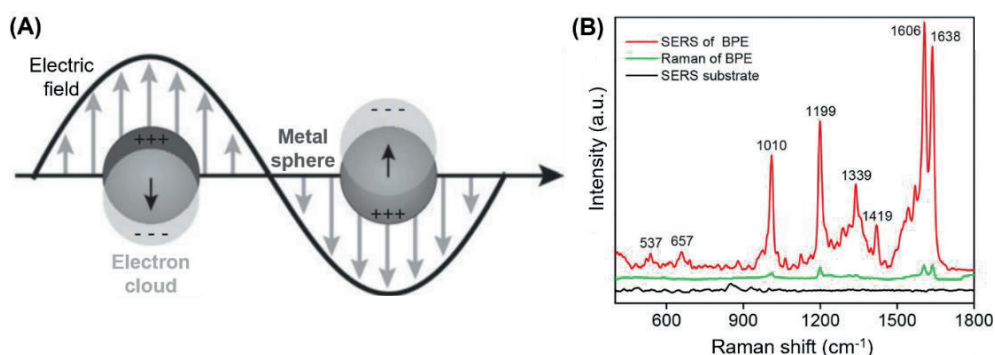 (A)
Electric
field
+++
- - -
Electron
cloud
Metal
sphere
- - -
+++
(B)
SERS of BPE
Raman of BPE
SERS substrate
537
657
1010
1199
1339
1419
1606
1638
Intensity (a.u.)
600
900
1200
1500
1800
Raman shift (cm⁻¹)